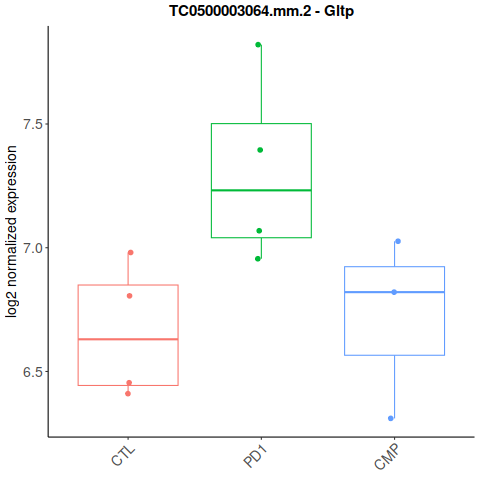 TC0500003064.mm.2 - Gltp
log2 normalized expression
7.5
7.0
6.5
CTL
PD1
CMP